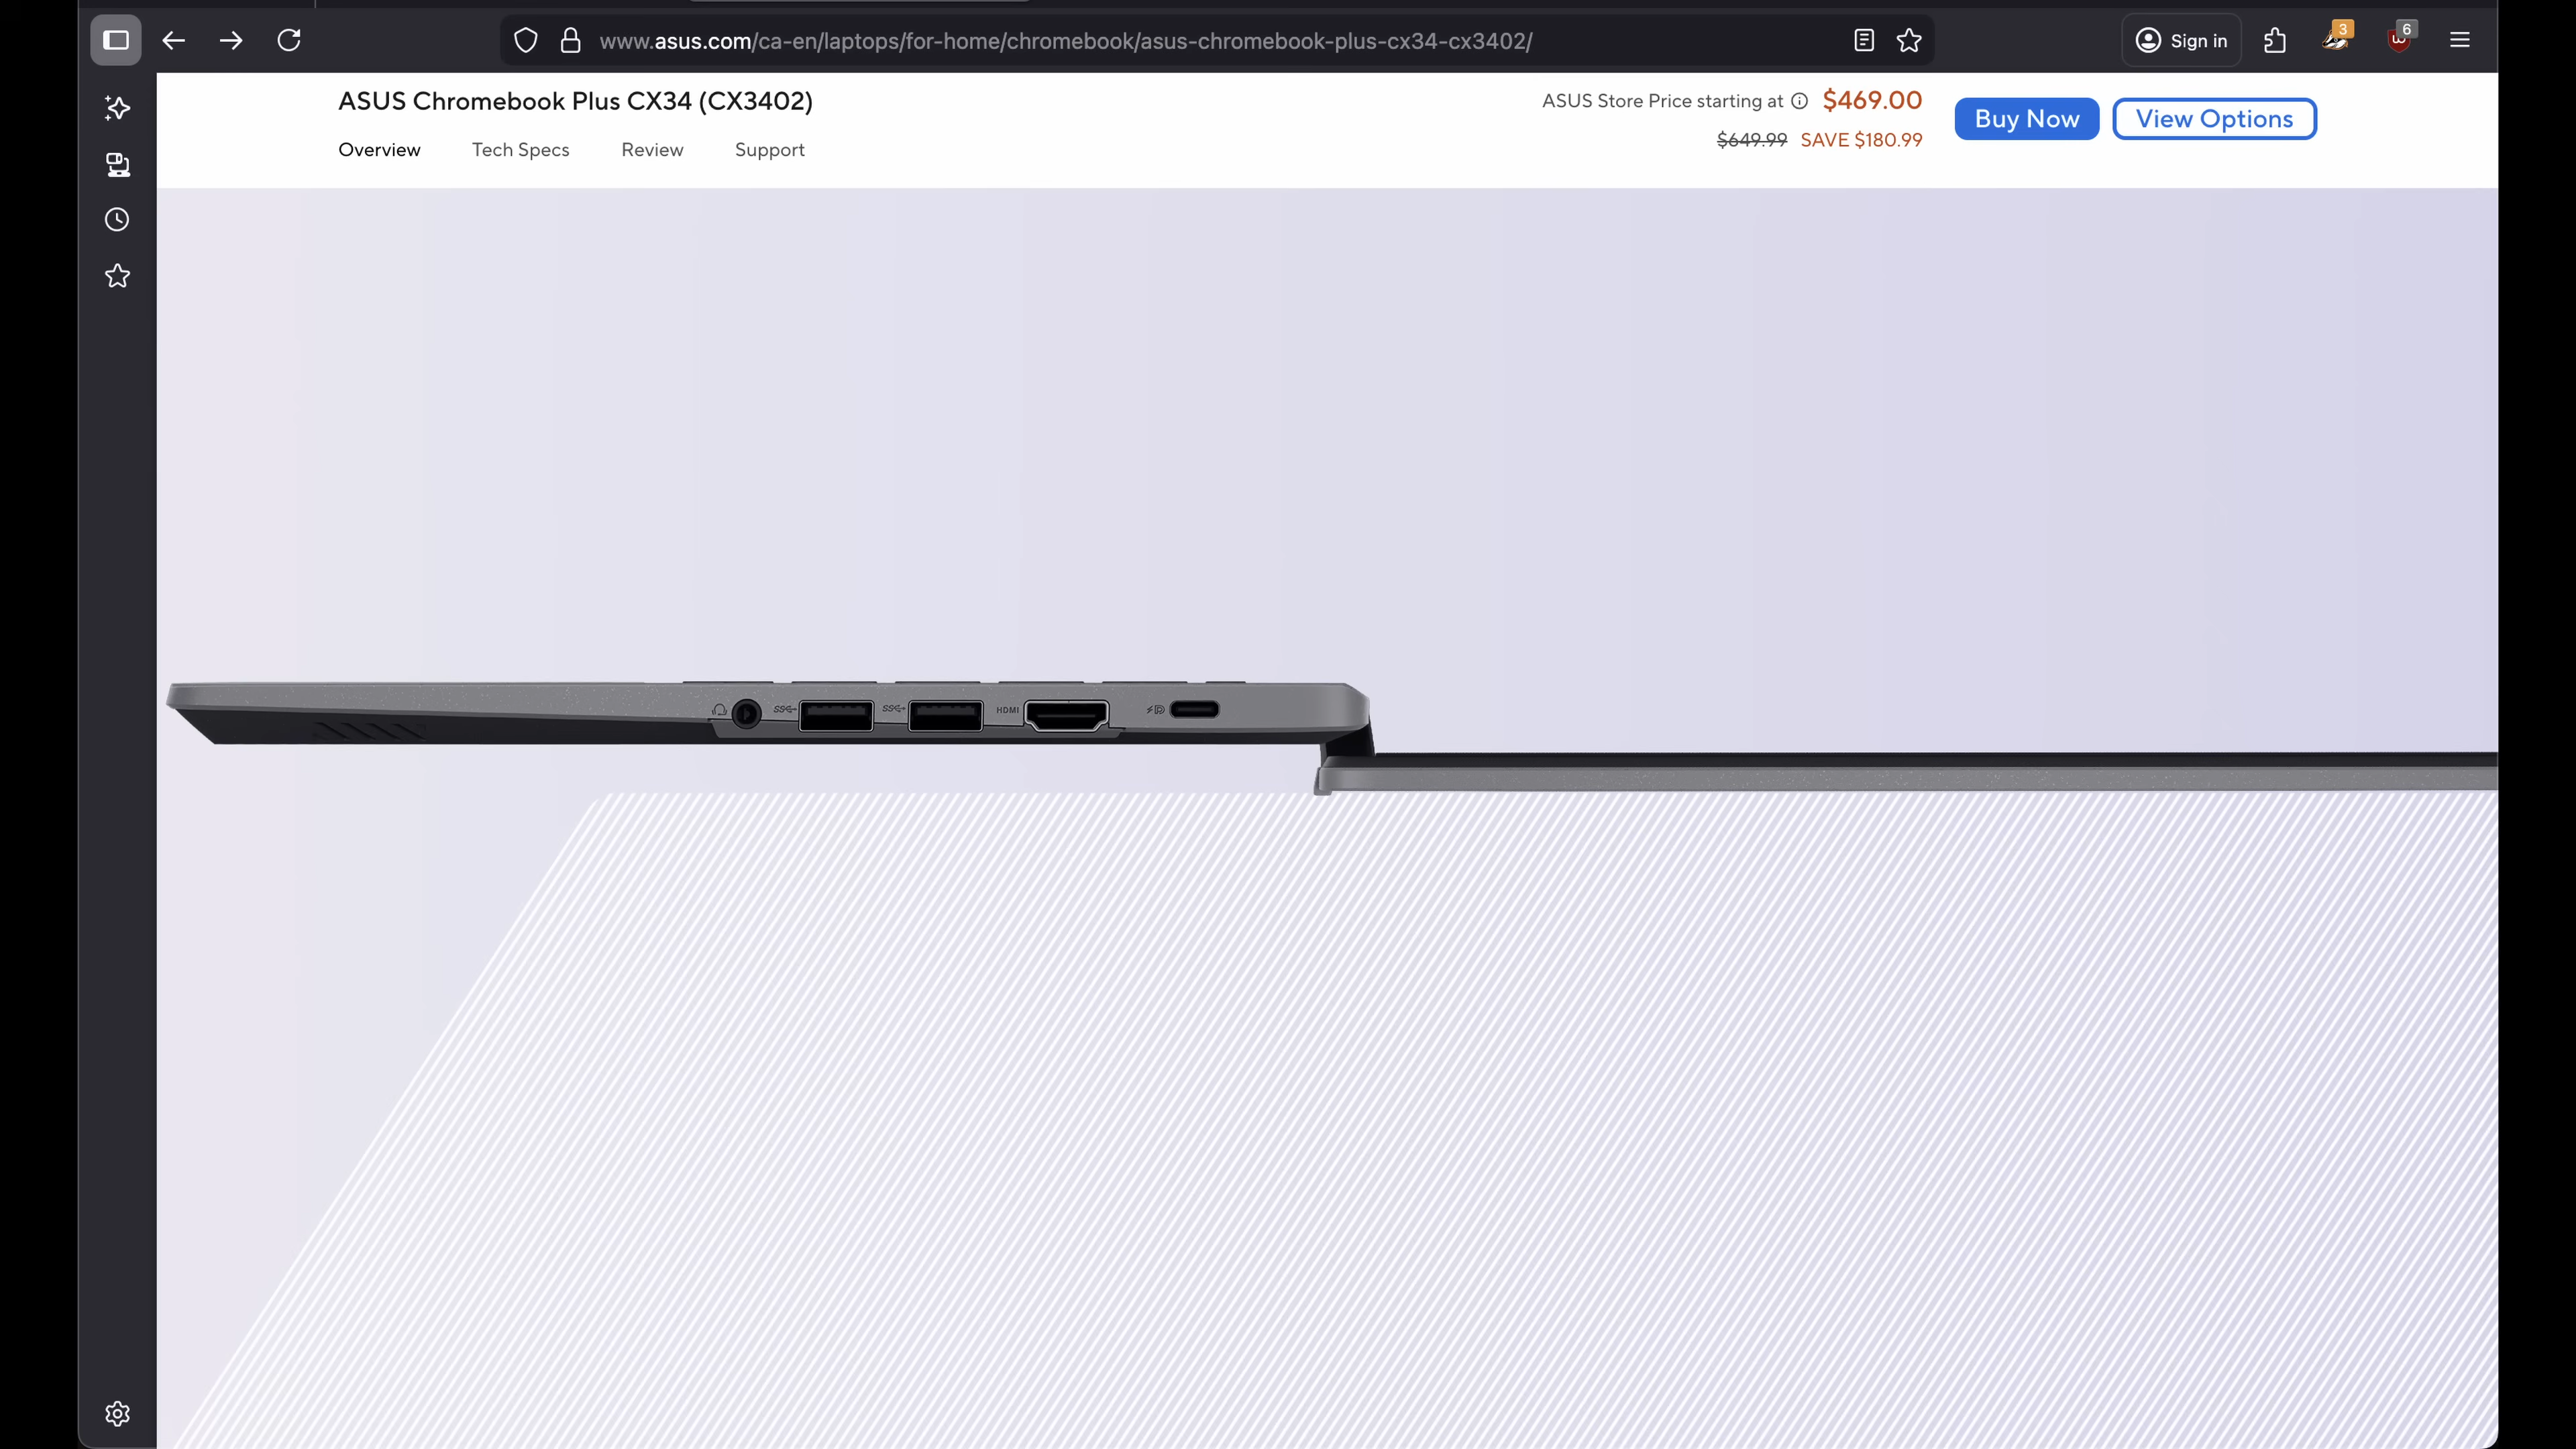 www.asus.com/ca-en/laptops/for-home/chromebook/asus-chromebook-plus-cx34-cx3402/
Sign in
3
6
ASUS Chromebook Plus CX34 (CX3402)
ASUS Store Price starting at $469.00
$649.99 SAVE $180.99
Buy Now
View Options
Overview
Tech Specs
Review
Support
HDMI